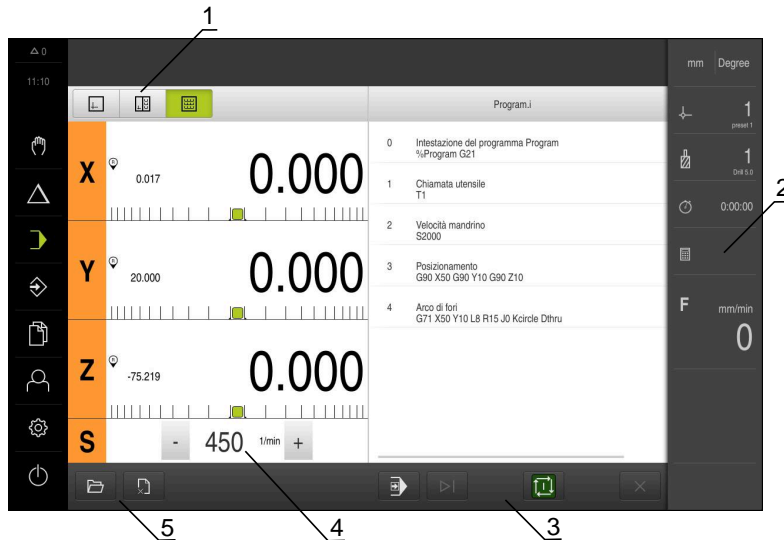 1
△ 0
11:10
mm Degree
Program.i
1
preset 1
1
Drill 5.0
0:00:00
2
F mm/min
0
X R 0.017 0.000
Y R 20.000 0.000
Z R -75.219 0.000
S - 450 1/min +
0 Intestazione del programma Program
%Program G21
1 Chiamata utensile
T1
2 Velocità mandrino
S2000
3 Posizionamento
G90 X50 G90 Y10 G90 Z10
4 Arco di fori
G71 X50 Y10 L8 R15 J0 Kcircle Dthru
5
4
3